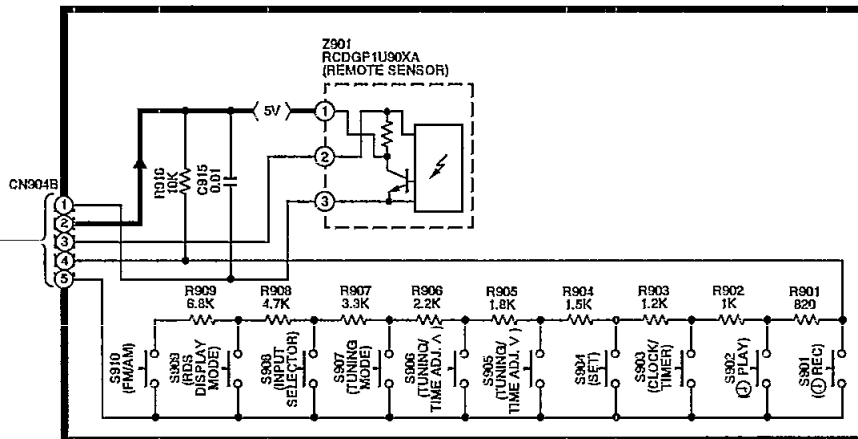 Z901
RCDGP1U90XA
(REMOTE SENSOR)
5V
1
2
3
R916
10K
C915
0.01
CN904B
1
2
3
4
5
R909
6.8K
R908
4.7K
R907
3.3K
R906
2.2K
R905
1.8K
R904
1.5K
R903
1.2K
R902
1K
R901
820
S910
(FM/AM)
S909
(RDS
DISPLAY
MODE)
S908
(INPUT
SELECTOR)
S907
(TUNING
MODE)
S906
(TUNING/
TIME ADJ. ∧)
S905
(TUNING/
TIME ADJ. ∨)
S904
(SET)
S903
(CLOCK/
TIMER)
S902
(⏲ PLAY)
S901
(⏲ REC)